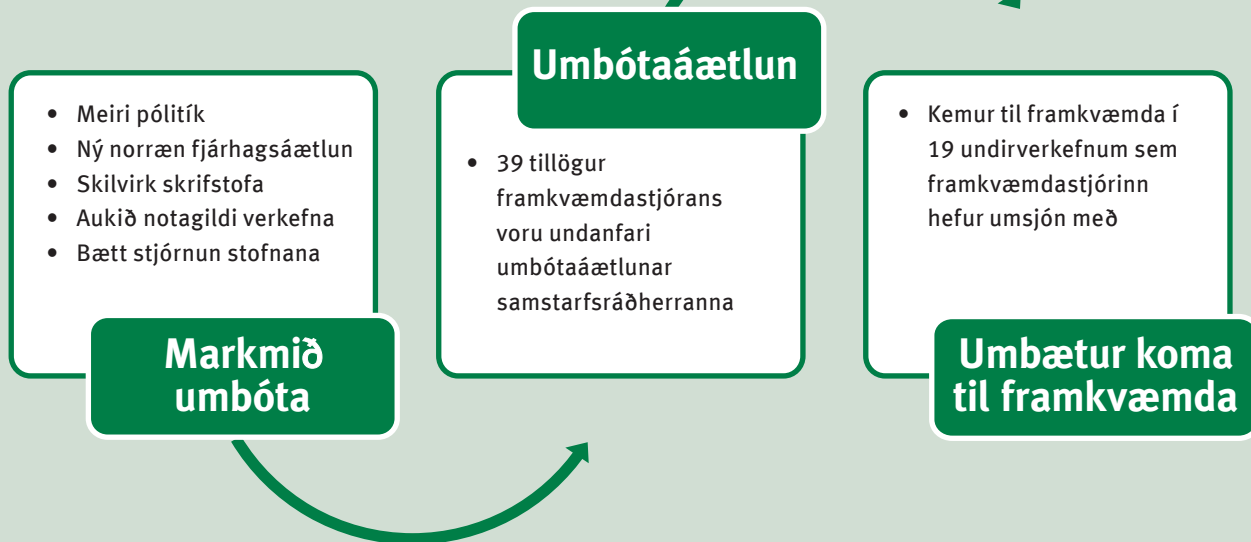 • Meiri pólitík
• Ný norræn fjárhagsáætlun
• Skilvirk skrifstofa
• Aukið notagildi verkefna
• Bætt stjórnun stofnana
Markmið
umbóta
Umbótaáætlun
• 39 tillögur
framkvæmdastjórans
voru undanfari
umbótaáætlunar
samstarfsráðherranna
• Kemur til framkvæmda í
19 undirverkefnum sem
framkvæmdastjórinn
hefur umsjón með
Umbætur koma
til framkvæmda